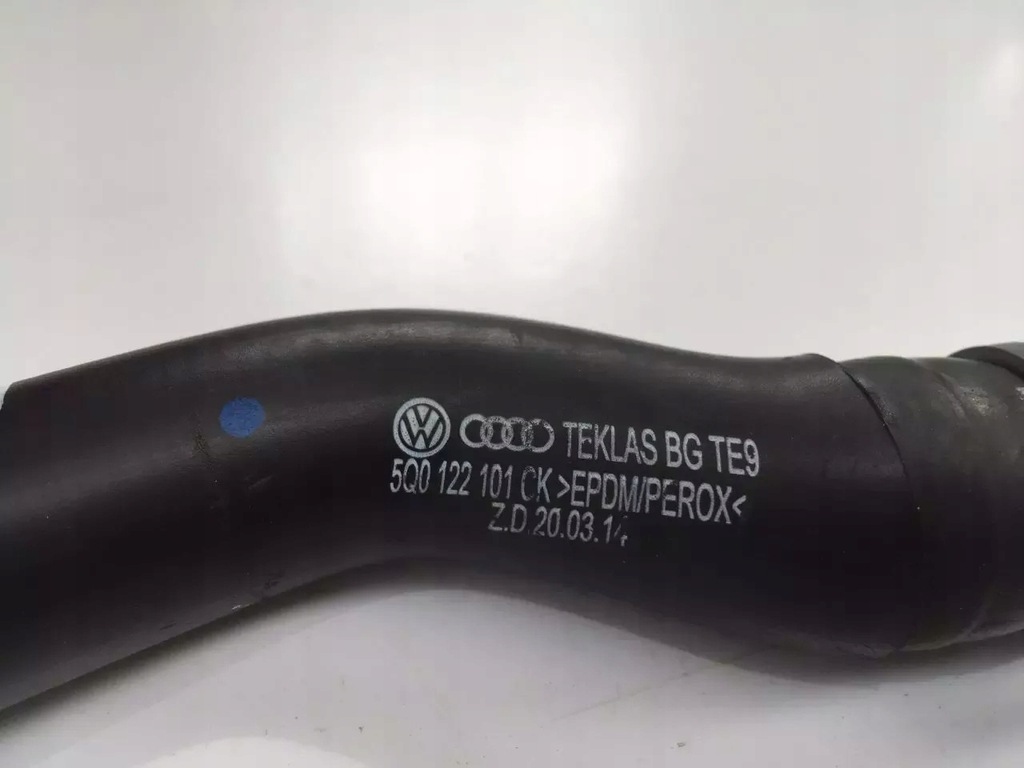 TEKLAS BG TE9
5Q0 122 101 CK >EPDM/PEROX<
Z.D.20.03.14